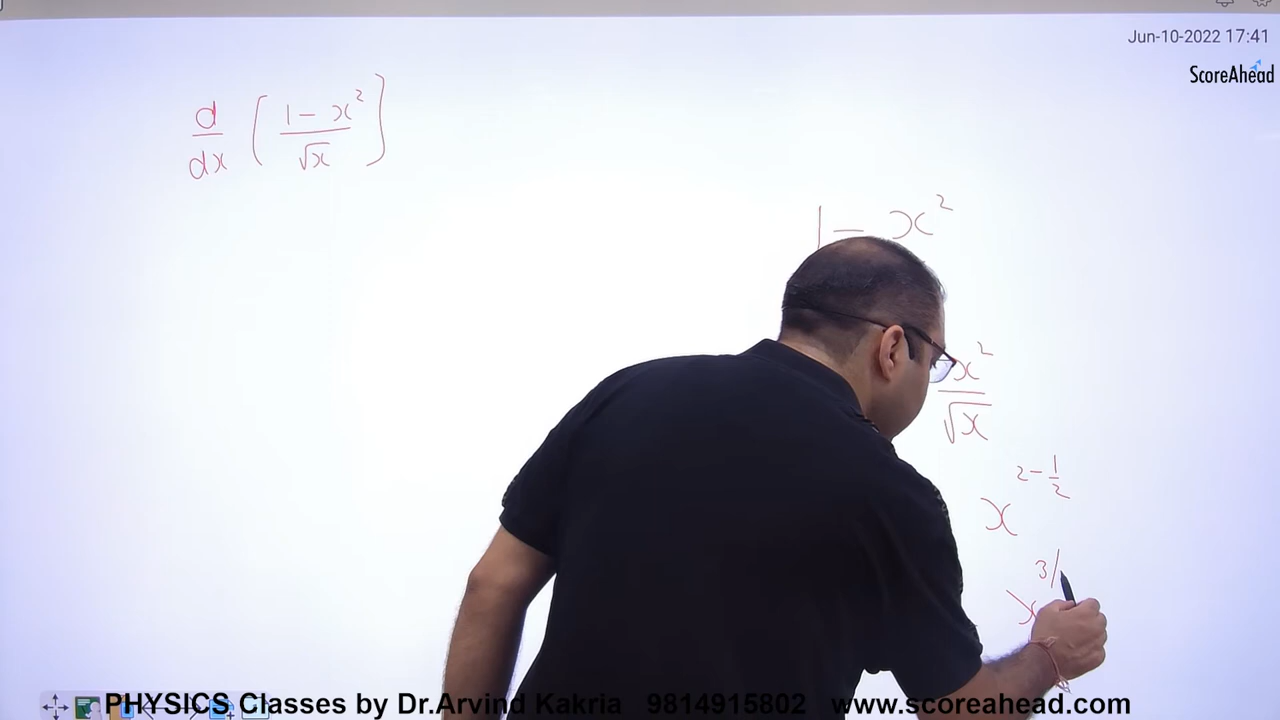 Jun-10-2022 17:41
ScoreAhead
d/dx (1 - x²/√x)
1 - x²
x²/√x
x^(2 - 1/2)
x^3/
PHYSICS Classes by Dr.Arvind Kakria 9814915802 www.scoreahead.com